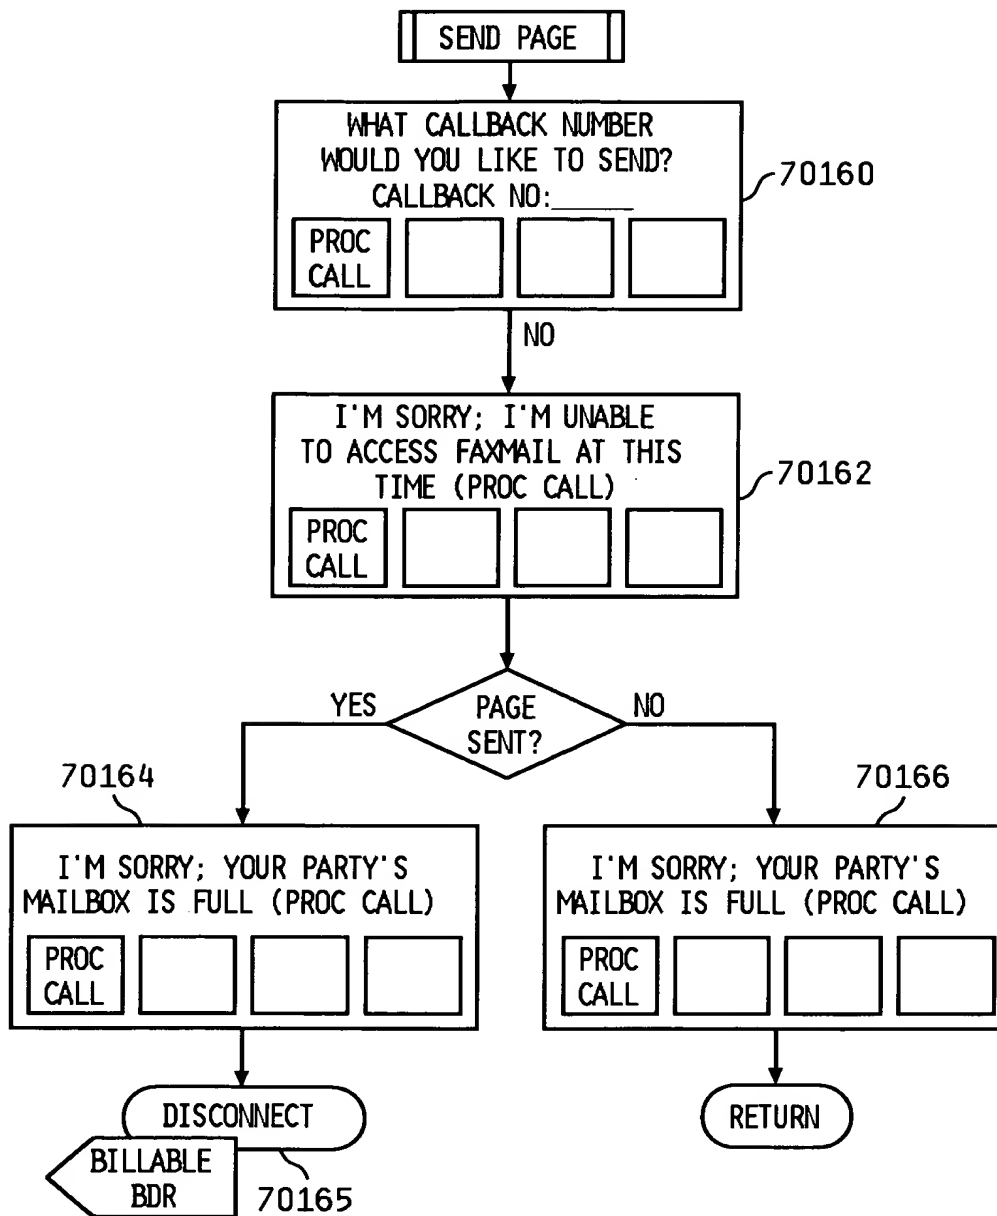 SEND PAGE
WHAT CALLBACK NUMBER
WOULD YOU LIKE TO SEND?
CALLBACK NO:______
PROC
CALL
70160
NO
I'M SORRY; I'M UNABLE
TO ACCESS FAXMAIL AT THIS
TIME (PROC CALL)
PROC
CALL
70162
YES
PAGE
SENT?
NO
70164
I'M SORRY; YOUR PARTY'S
MAILBOX IS FULL (PROC CALL)
PROC
CALL
70166
I'M SORRY; YOUR PARTY'S
MAILBOX IS FULL (PROC CALL)
PROC
CALL
DISCONNECT
BILLABLE
BDR
70165
RETURN